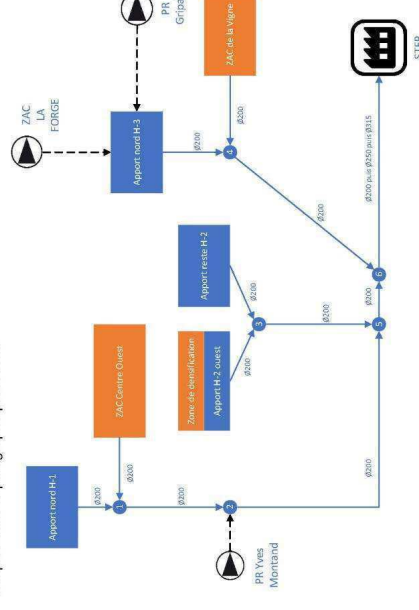 ZAC
LA
FORGE
PR
Gripa
Apport nord H-3
ZAC de la Vigne
Ø200
Ø200
4
Ø200
STEP
Ø200 puis Ø250 puis Ø315
Apport reste H-2
Zone de densification
Apport H-2 ouest
Ø200
Ø200
3
Ø200
6
Ø200
5
ZAC Centre Ouest
Apport nord H-1
Ø200
Ø200
1
Ø200
2
Ø200
PR Yves
Montand